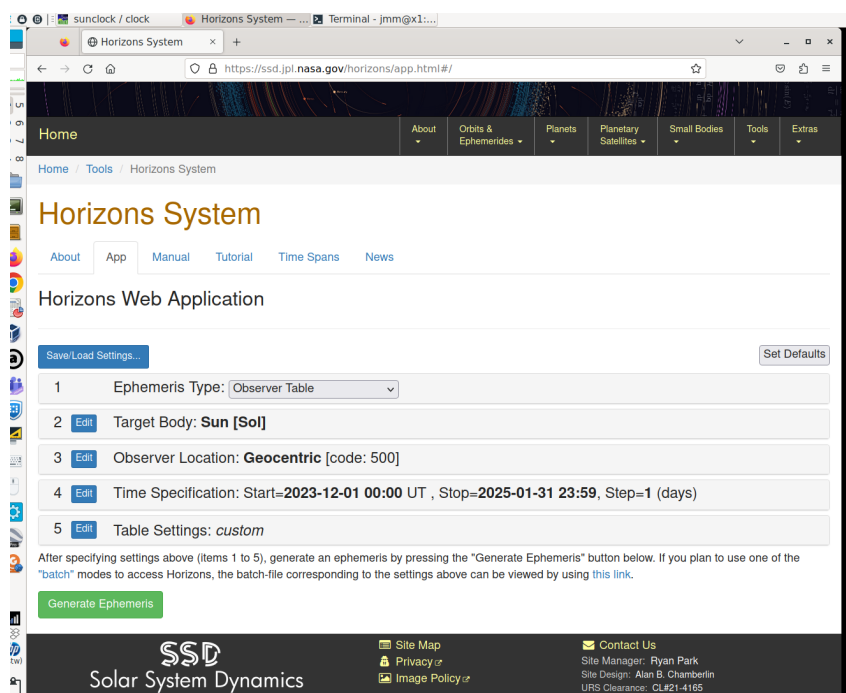 sunclock / clock
Horizons System — ...
Terminal - jmm@x1:...
Horizons System
https://ssd.jpl.nasa.gov/horizons/app.html#/
Home
About
Orbits & Ephemerides
Planets
Planetary Satellites
Small Bodies
Tools
Extras
Home / Tools / Horizons System
Horizons System
About App Manual Tutorial Time Spans News
Horizons Web Application
Save/Load Settings...
Set Defaults
1 Ephemeris Type: Observer Table
2 Edit Target Body: Sun [Sol]
3 Edit Observer Location: Geocentric [code: 500]
4 Edit Time Specification: Start=2023-12-01 00:00 UT , Stop=2025-01-31 23:59, Step=1 (days)
5 Edit Table Settings: custom
After specifying settings above (items 1 to 5), generate an ephemeris by pressing the "Generate Ephemeris" button below. If you plan to use one of the
"batch" modes to access Horizons, the batch-file corresponding to the settings above can be viewed by using this link.
Generate Ephemeris
SSD
Solar System Dynamics
Site Map
Privacy
Image Policy
Contact Us
Site Manager: Ryan Park
Site Design: Alan B. Chamberlin
URS Clearance: CL#21-4165
5
6
7
8
tw)